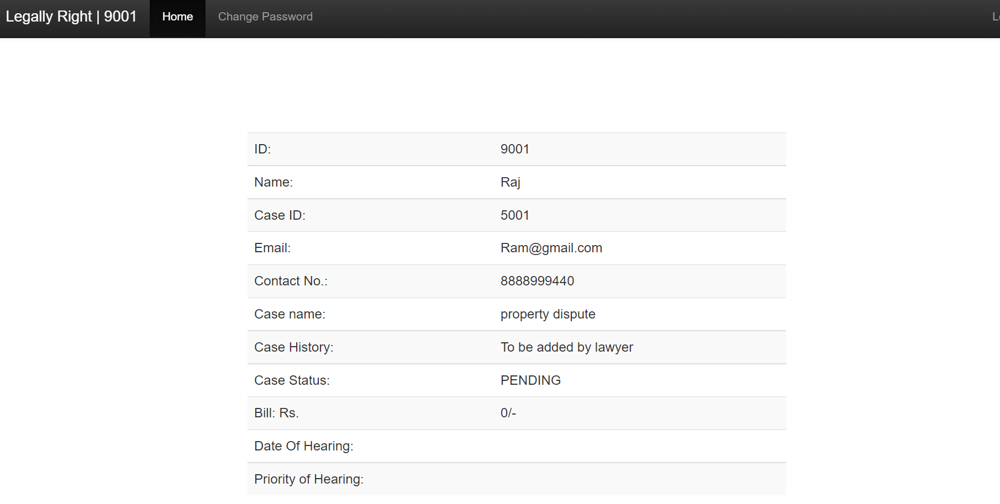 Legally Right | 9001 Home Change Password
ID: 9001
Name: Raj
Case ID: 5001
Email: Ram@gmail.com
Contact No.: 8888999440
Case name: property dispute
Case History: To be added by lawyer
Case Status: PENDING
Bill: Rs. 0/-
Date Of Hearing:
Priority of Hearing: